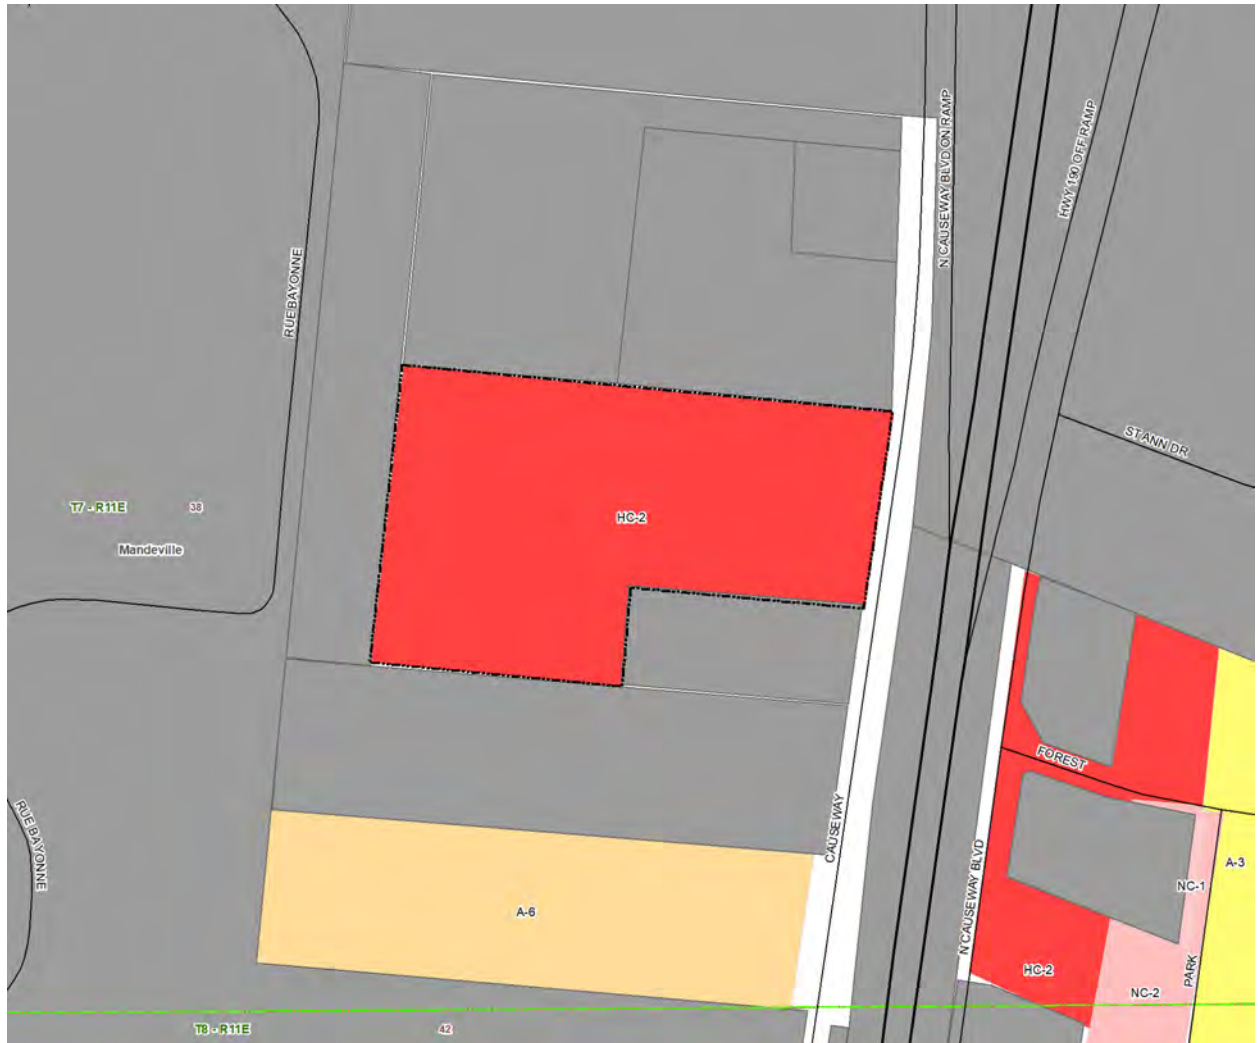 N CAUSEWAY BLVD ON RAMP
HWY 190 OFF RAMP
RUE BAYONNE
ST ANN DR
T7 - R11E
38
HC-2
Mandeville
FOREST
RUE BAYONNE
CAUSEWAY
N CAUSEWAY BLVD
A-3
NC-1
A-6
HC-2
PARK
NC-2
T8 - R11E
42